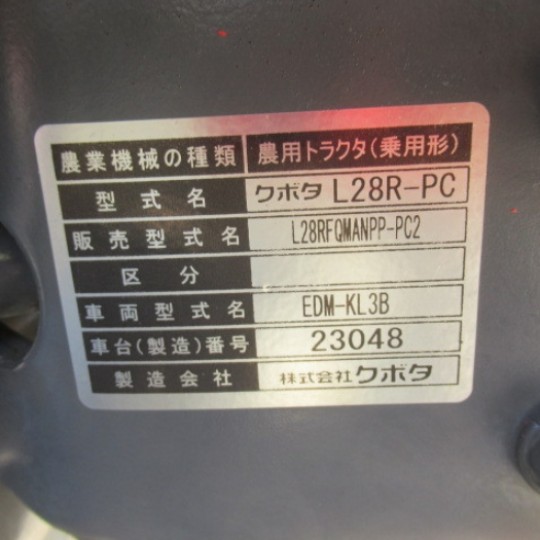 農業機械の種類 農用トラクタ(乗用形)
型式名 クボタ L28R-PC
販売型式名 L28RFQMANPP-PC2
区分
車両型式名 EDM-KL3B
車台(製造)番号 23048
製造会社 株式会社クボタ